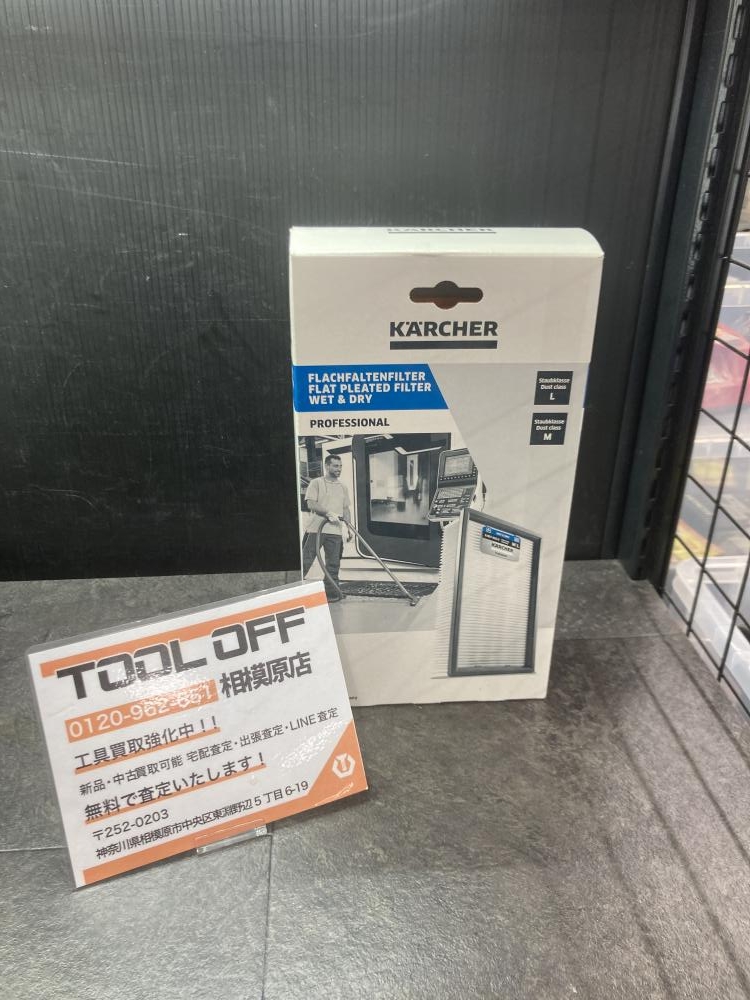 KÄRCHER
FLACHFALTENFILTER
FLAT PLEATED FILTER
WET & DRY
PROFESSIONAL
Staubklasse
Dust class
L
Staubklasse
Dust class
M
KÄRCHER
TOOL OFF
0120-962-661 相模原店
工具買取強化中！！
新品・中古買取可能 宅配査定・出張査定・LINE査定
無料で査定いたします！
〒252-0203
神奈川県相模原市中央区東淵野辺5丁目6-19